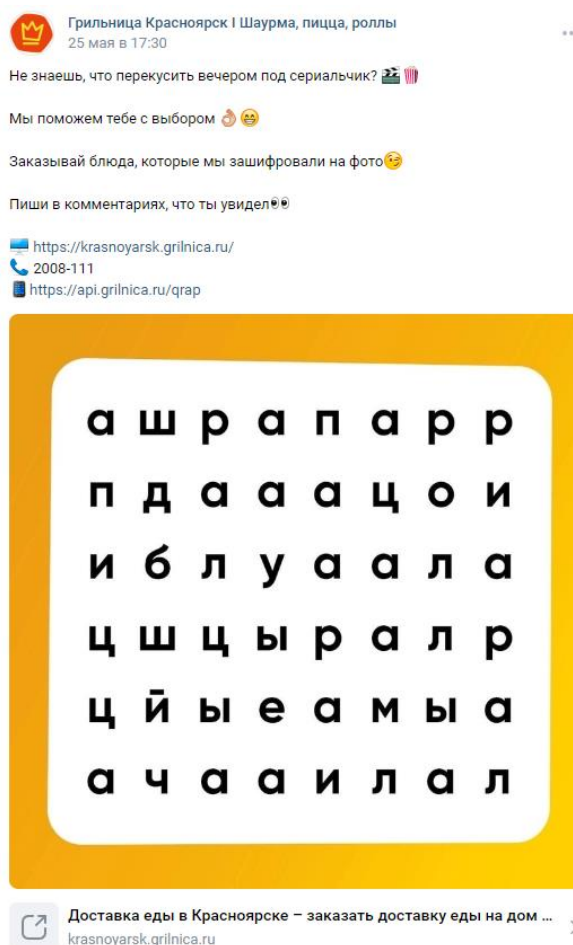 Грильница Красноярск I Шаурма, пицца, роллы
25 мая в 17:30
Не знаешь, что перекусить вечером под сериальчик? 🎬🍿
Мы поможем тебе с выбором 👌🏼😁
Заказывай блюда, которые мы зашифровали на фото😏
Пиши в комментариях, что ты увидел👀
🖥 https://krasnoyarsk.grilnica.ru/
📞 2008-111
📱 https://api.grilnica.ru/qrap
а ш р а п а р р
п д а а а ц о и
и б л у а а л а
ц ш ц ы р а л р
ц й ы е а м ы а
а ч а а и л а л
Доставка еды в Красноярске – заказать доставку еды на дом ...
krasnoyarsk.grilnica.ru